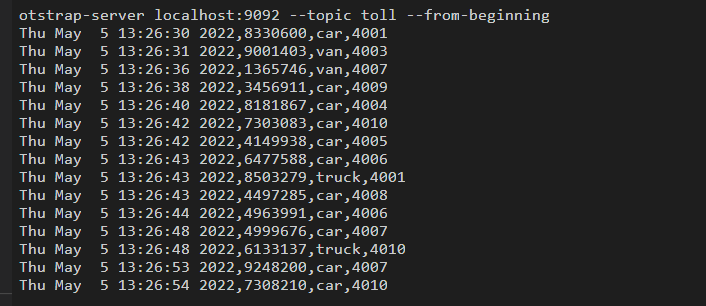 otstrap-server localhost:9092 --topic toll --from-beginning
Thu May  5 13:26:30 2022,8330600,car,4001
Thu May  5 13:26:31 2022,9001403,van,4003
Thu May  5 13:26:36 2022,1365746,van,4007
Thu May  5 13:26:38 2022,3456911,car,4009
Thu May  5 13:26:40 2022,8181867,car,4004
Thu May  5 13:26:42 2022,7303083,car,4010
Thu May  5 13:26:42 2022,4149938,car,4005
Thu May  5 13:26:43 2022,6477588,car,4006
Thu May  5 13:26:43 2022,8503279,truck,4001
Thu May  5 13:26:43 2022,4497285,car,4008
Thu May  5 13:26:44 2022,4963991,car,4006
Thu May  5 13:26:48 2022,4999676,car,4007
Thu May  5 13:26:48 2022,6133137,truck,4010
Thu May  5 13:26:53 2022,9248200,car,4007
Thu May  5 13:26:54 2022,7308210,car,4010